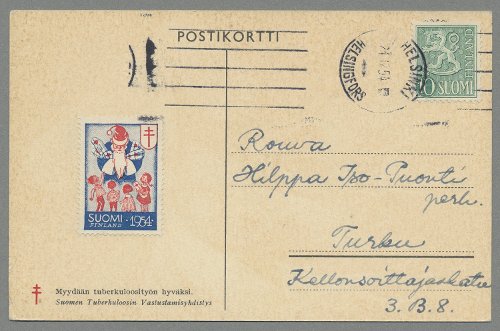 POSTIKORTTI
HELSINKI
HELSINGFORS
10 SUOMI
Rouva
Hilppa Iso-Puonti
perh.
Turku
Kellonsoittajankatu
3.B.8.
SUOMI-1954
FINLAND
Myydään tuberkuloosityön hyväksi.
Suomen Tuberkuloosin Vastustamisyhdistys